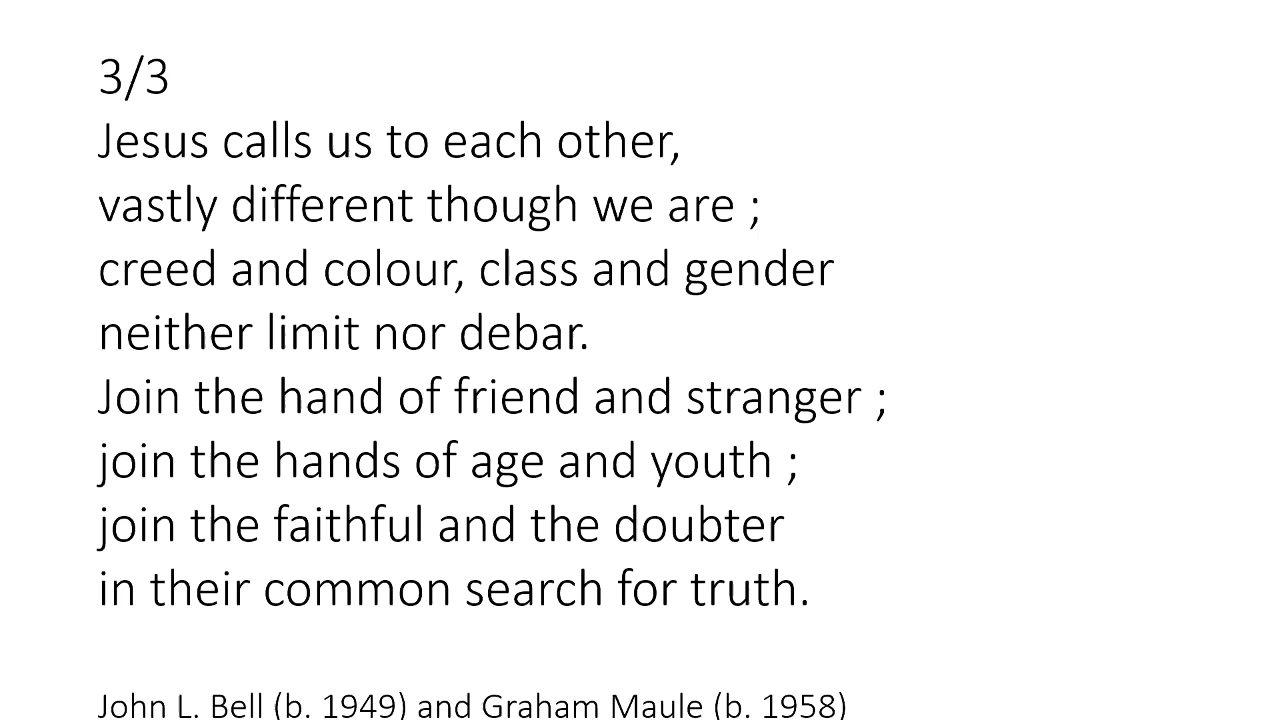 3/3
Jesus calls us to each other,
vastly different though we are ;
creed and colour, class and gender
neither limit nor debar.
Join the hand of friend and stranger ;
join the hands of age and youth ;
join the faithful and the doubter
in their common search for truth.
John L. Bell (b. 1949) and Graham Maule (b. 1958)